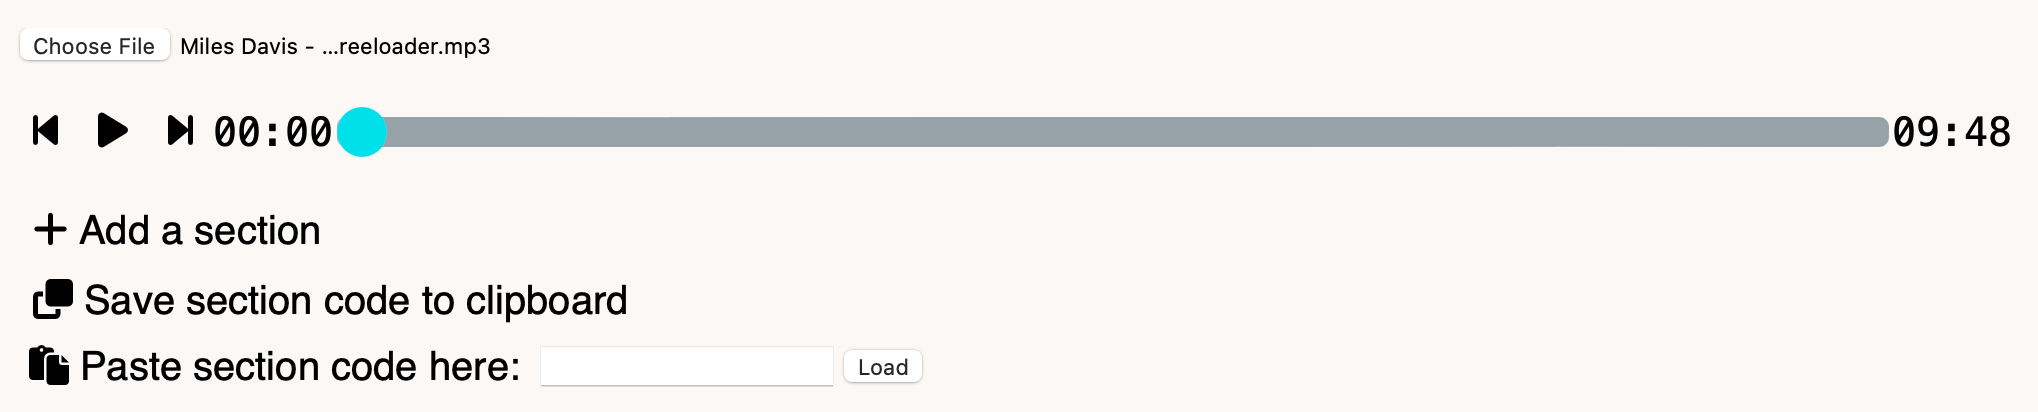 Choose File Miles Davis - ...reeloader.mp3
00:00 09:48
Add a section
Save section code to clipboard
Paste section code here: Load